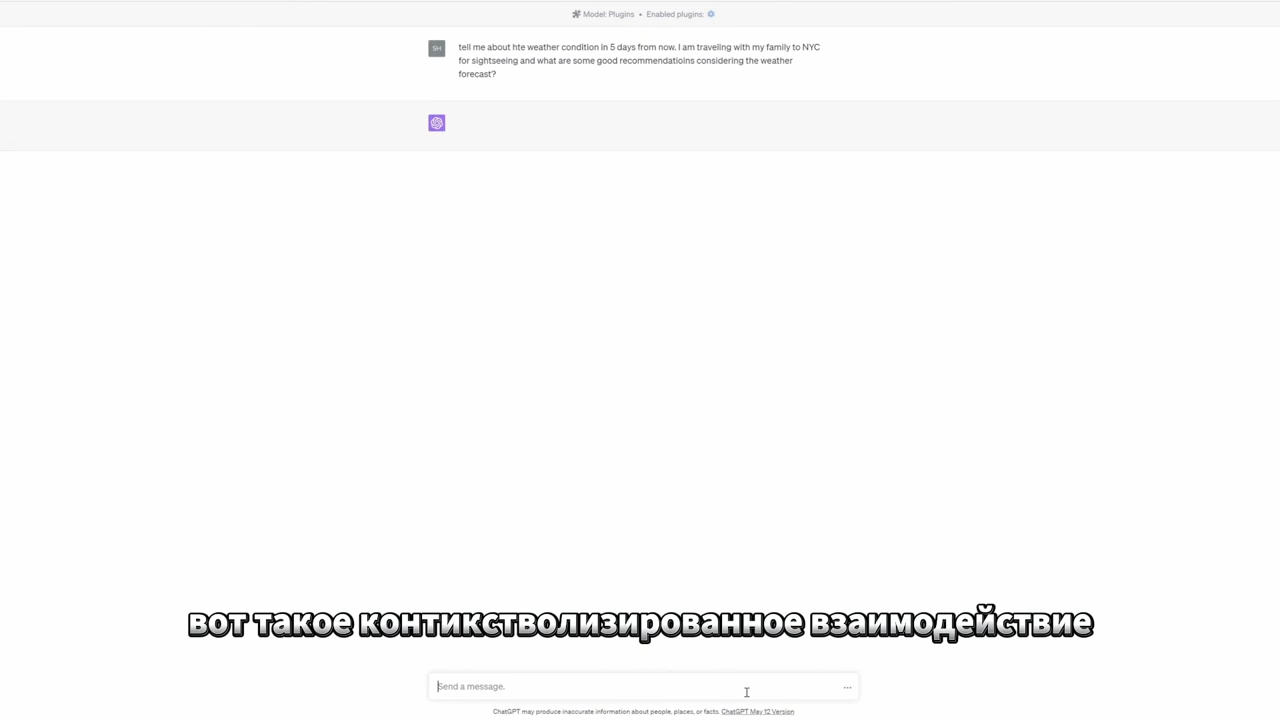 Model: Plugins • Enabled plugins:
SH
tell me about hte weather condition in 5 days from now. I am traveling with my family to NYC
for sightseeing and what are some good recommendatioins considering the weather
forecast?
вот такое контикстволизированное взаимодействие
Send a message.
ChatGPT may produce inaccurate information about people, places, or facts. ChatGPT May 12 Version